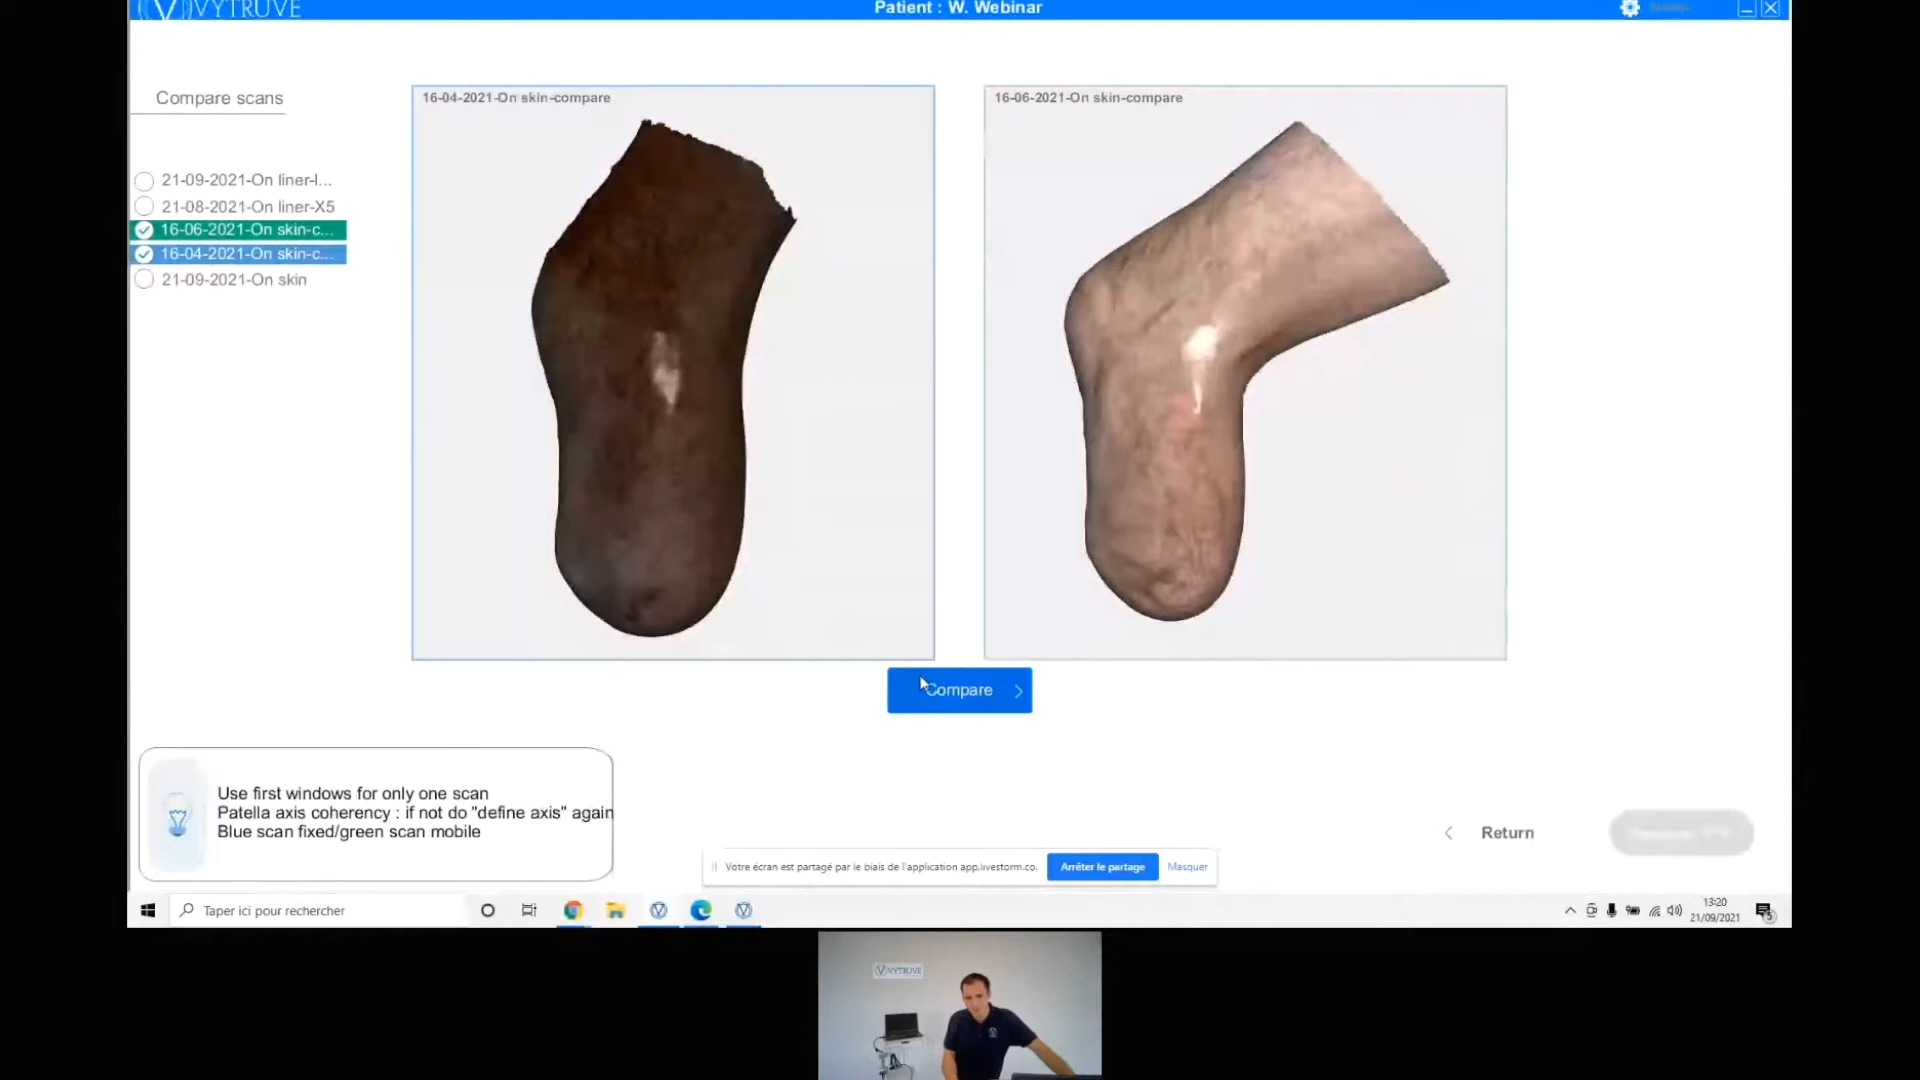 VYTRUVE
Patient : W. Webinar
Compare scans
21-09-2021-On liner-l...
21-08-2021-On liner-X5
16-06-2021-On skin-c...
16-04-2021-On skin-c...
21-09-2021-On skin
16-04-2021-On skin-compare
16-06-2021-On skin-compare
Compare
Use first windows for only one scan
Patella axis coherency : if not do "define axis" again
Blue scan fixed/green scan mobile
Return
Votre écran est partagé par le biais de l'application app.livestorm.co.
Arrêter le partage
Masquer
Taper ici pour rechercher
13:20
21/09/2021
5
VYTRUVE